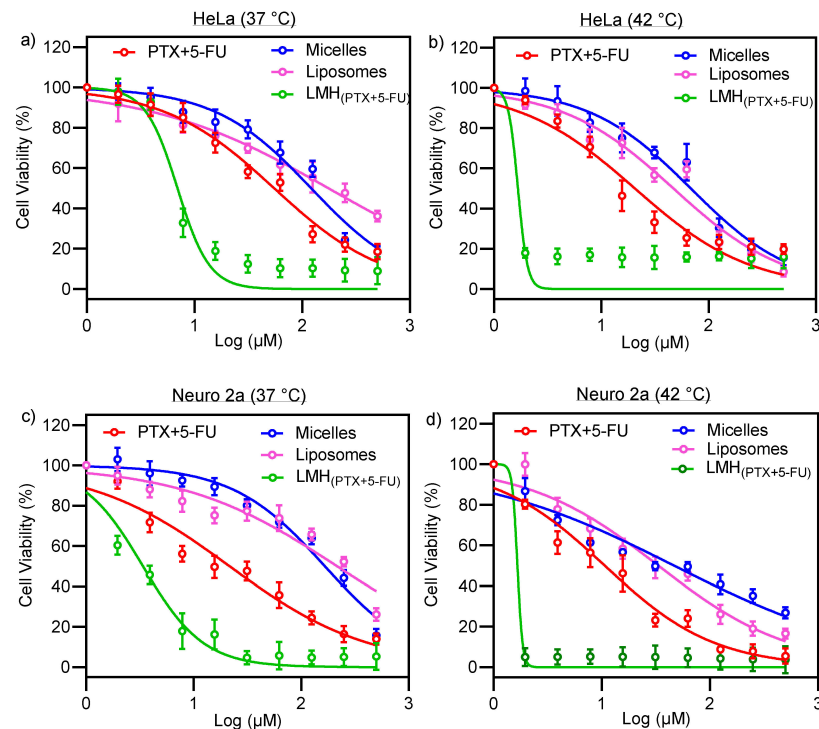 HeLa (37 °C)
a)
PTX+5-FU
Micelles
Liposomes
LMH(PTX+5-FU)
120
100
80
60
40
20
0
Cell Viability (%)
0
1
2
3
Log (µM)
HeLa (42 °C)
b)
PTX+5-FU
Micelles
Liposomes
LMH(PTX+5-FU)
120
100
80
60
40
20
0
Cell Viability (%)
0
1
2
3
Log (µM)
Neuro 2a (37 °C)
c)
PTX+5-FU
Micelles
Liposomes
LMH(PTX+5-FU)
120
100
80
60
40
20
0
Cell Viability (%)
0
1
2
3
Log (µM)
Neuro 2a (42 °C)
d)
PTX+5-FU
Micelles
Liposomes
LMH(PTX+5-FU)
120
100
80
60
40
20
0
Cell Viability (%)
0
1
2
3
Log (µM)